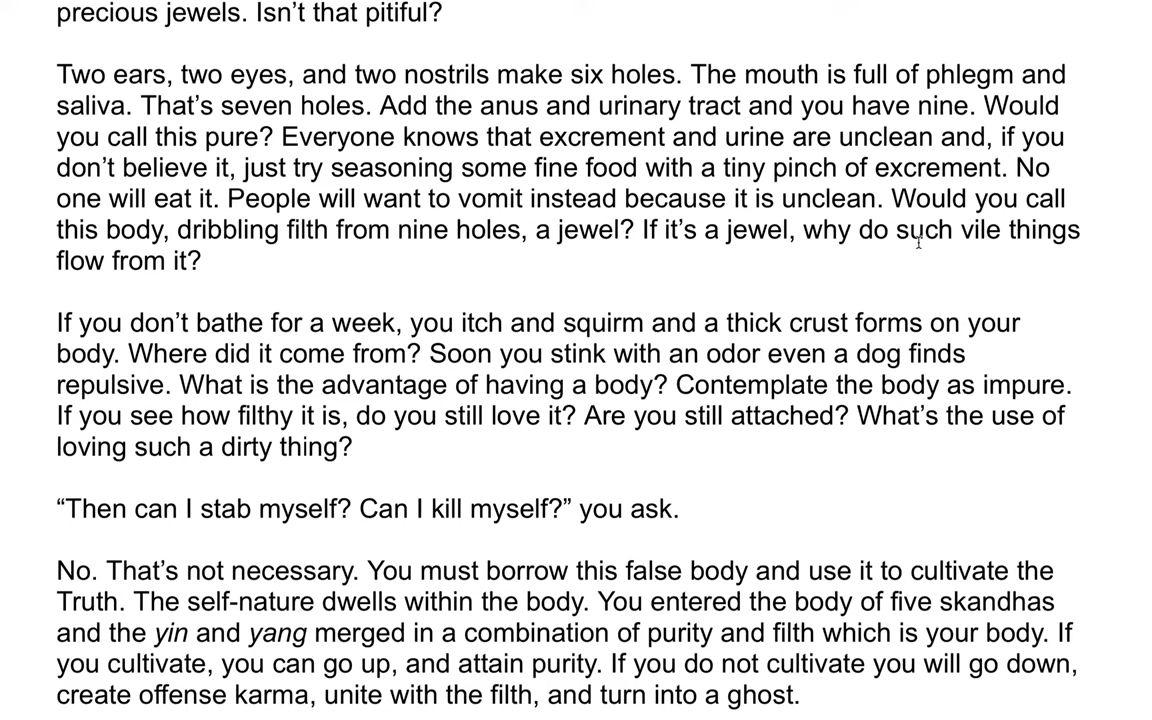 precious jewels. Isn’t that pitiful?
Two ears, two eyes, and two nostrils make six holes. The mouth is full of phlegm and
saliva. That’s seven holes. Add the anus and urinary tract and you have nine. Would
you call this pure? Everyone knows that excrement and urine are unclean and, if you
don’t believe it, just try seasoning some fine food with a tiny pinch of excrement. No
one will eat it. People will want to vomit instead because it is unclean. Would you call
this body, dribbling filth from nine holes, a jewel? If it’s a jewel, why do such vile things
flow from it?
If you don’t bathe for a week, you itch and squirm and a thick crust forms on your
body. Where did it come from? Soon you stink with an odor even a dog finds
repulsive. What is the advantage of having a body? Contemplate the body as impure.
If you see how filthy it is, do you still love it? Are you still attached? What’s the use of
loving such a dirty thing?
“Then can I stab myself? Can I kill myself?” you ask.
No. That’s not necessary. You must borrow this false body and use it to cultivate the
Truth. The self-nature dwells within the body. You entered the body of five skandhas
and the yin and yang merged in a combination of purity and filth which is your body. If
you cultivate, you can go up, and attain purity. If you do not cultivate you will go down,
create offense karma, unite with the filth, and turn into a ghost.